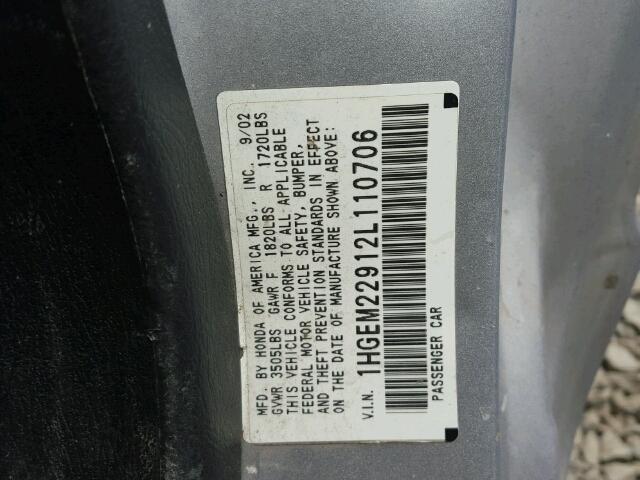 MFD. BY HONDA OF AMERICA MFG., INC. 9/02
GVWR 3505LBS GAWR F 1820LBS R 1720LBS
THIS VEHICLE CONFORMS TO ALL APPLICABLE
FEDERAL MOTOR VEHICLE SAFETY, BUMPER,
AND THEFT PREVENTION STANDARDS IN EFFECT
ON THE DATE OF MANUFACTURE SHOWN ABOVE:
V.I.N. 1HGEM22912L110706
PASSENGER CAR